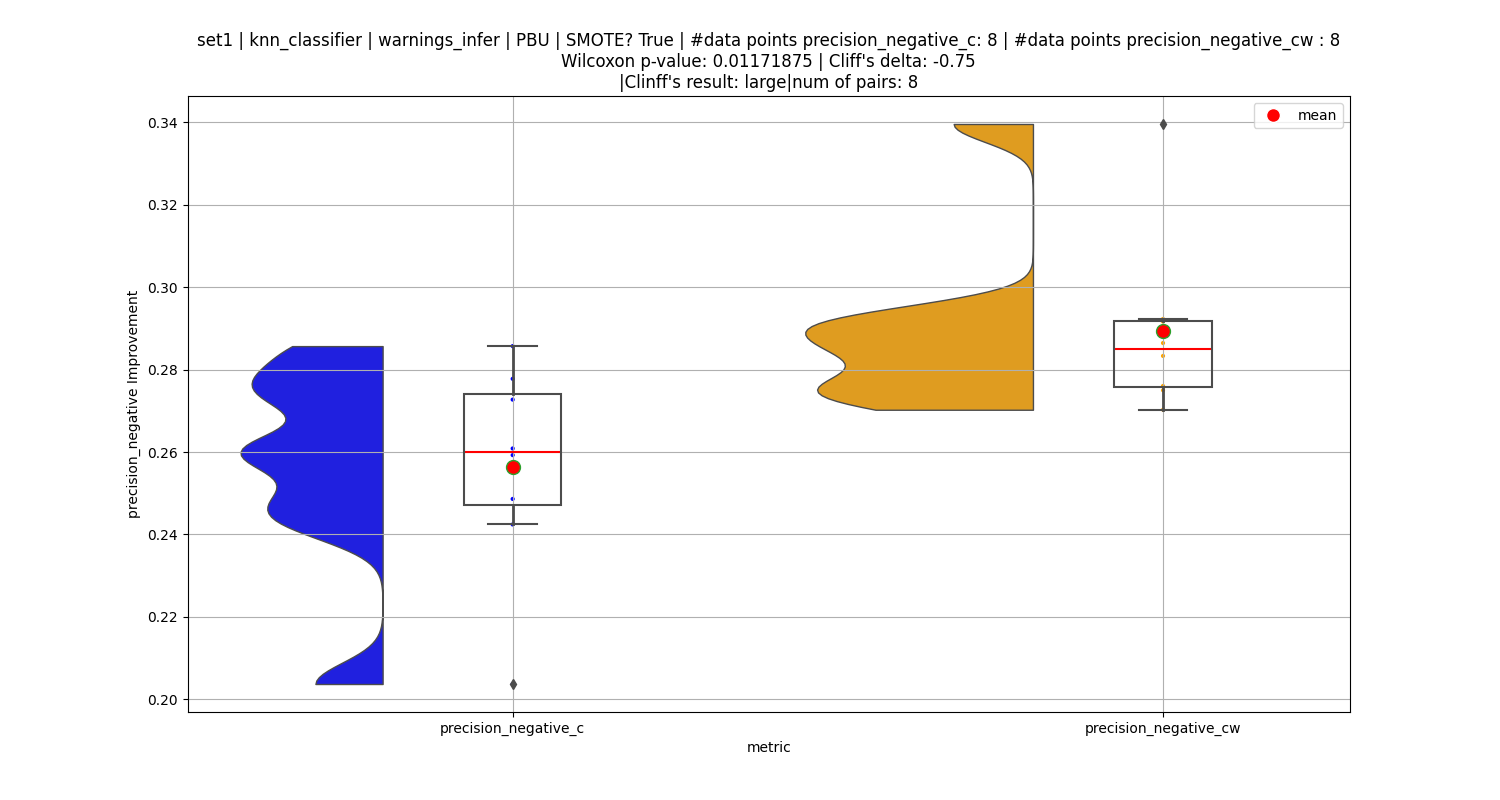 set1 | knn_classifier | warnings_infer | PBU | SMOTE? True | #data points precision_negative_c: 8 | #data points precision_negative_cw : 8
Wilcoxon p-value: 0.01171875 | Cliff's delta: -0.75
|Clinff's result: large|num of pairs: 8
mean
0.34
0.32
0.30
0.28
0.26
0.24
0.22
0.20
precision_negative Improvement
precision_negative_c
precision_negative_cw
metric